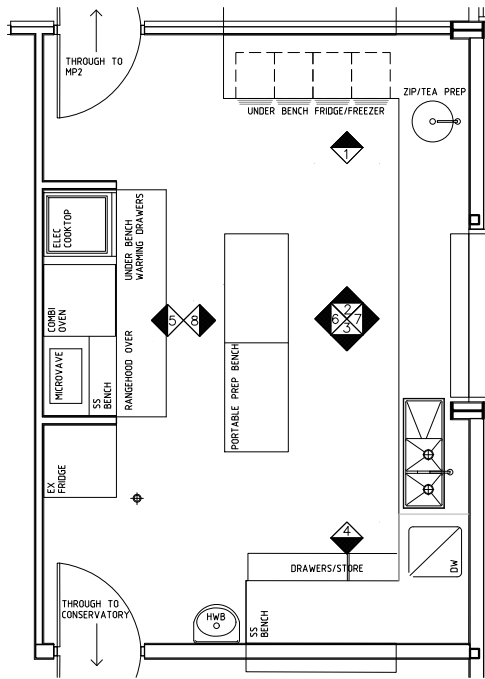 THROUGH TO
MP2
UNDER BENCH FRIDGE/FREEZER
ZIP/TEA PREP
1
ELEC
COOKTOP
UNDER BENCH
WARMING DRAWERS
COMBI
OVEN
5
8
2
6
7
3
RANGEHOOD OVER
MICROVAVE
SS
BENCH
PORTABLE PREP BENCH
EX
FRIDGE
4
DRAWERS/STORE
DW
THROUGH TO
CONSERVATORY
HWB
SS
BENCH